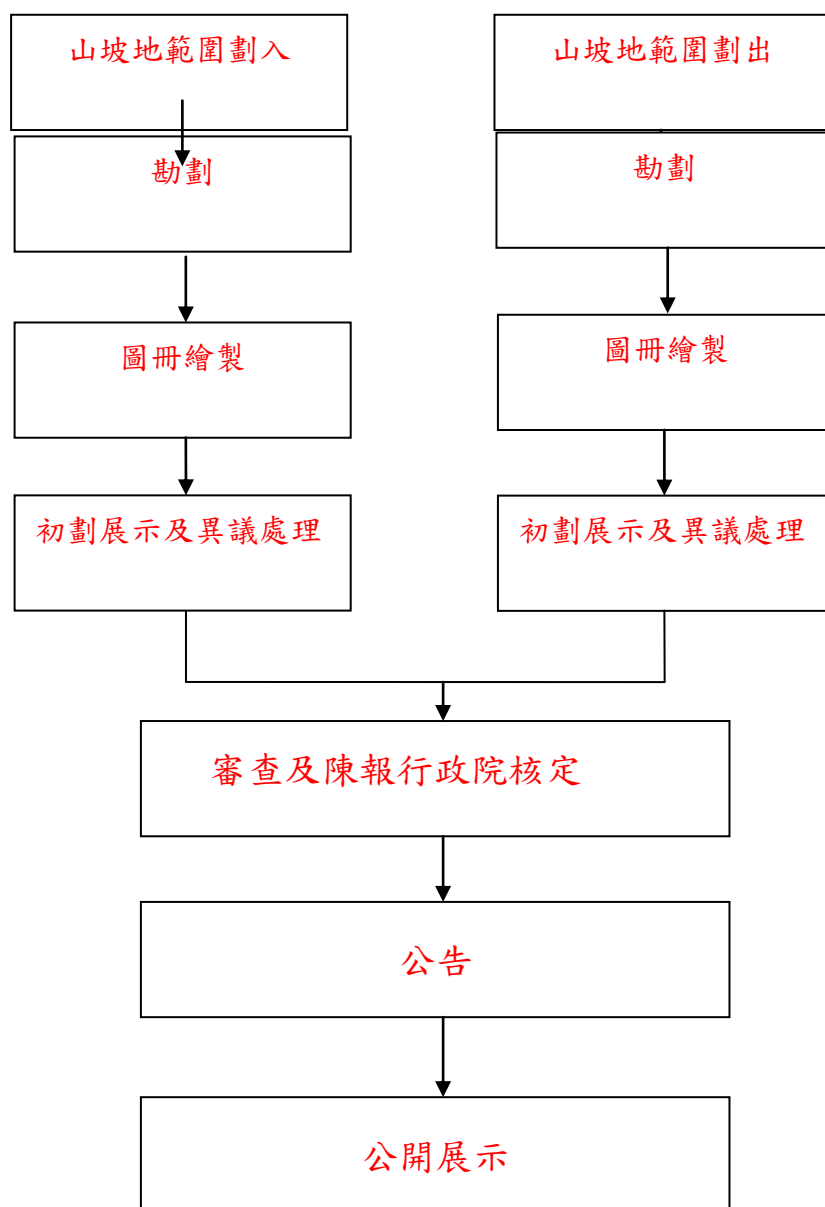 山坡地範圍劃入
山坡地範圍劃出
勘劃
勘劃
圖冊繪製
圖冊繪製
初劃展示及異議處理
初劃展示及異議處理
審查及陳報行政院核定
公告
公開展示